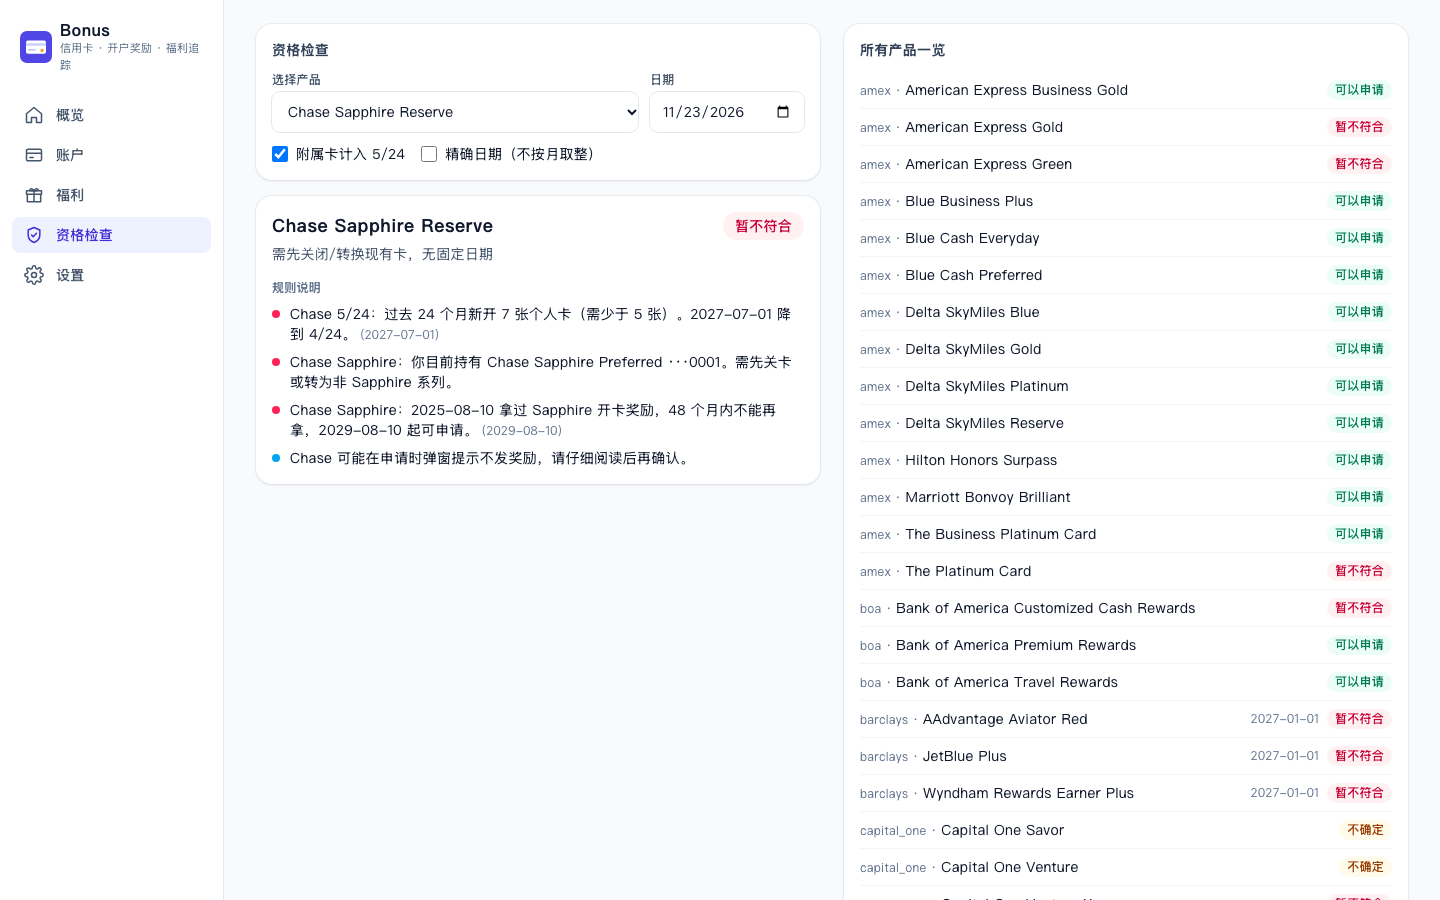 Bonus
信用卡 · 开户奖励 · 福利追
踪
概览
账户
福利
资格检查
设置
资格检查
选择产品
日期
Chase Sapphire Reserve
11/23/2026
附属卡计入 5/24
精确日期（不按月取整）
Chase Sapphire Reserve
暂不符合
需先关闭/转换现有卡，无固定日期
规则说明
Chase 5/24：过去 24 个月新开 7 张个人卡（需少于 5 张）。2027-07-01 降
到 4/24。 (2027-07-01)
Chase Sapphire：你目前持有 Chase Sapphire Preferred ···0001。需先关卡
或转为非 Sapphire 系列。
Chase Sapphire：2025-08-10 拿过 Sapphire 开卡奖励，48 个月内不能再
拿，2029-08-10 起可申请。 (2029-08-10)
Chase 可能在申请时弹窗提示不发奖励，请仔细阅读后再确认。
所有产品一览
amex · American Express Business Gold 可以申请
amex · American Express Gold 暂不符合
amex · American Express Green 暂不符合
amex · Blue Business Plus 可以申请
amex · Blue Cash Everyday 可以申请
amex · Blue Cash Preferred 可以申请
amex · Delta SkyMiles Blue 可以申请
amex · Delta SkyMiles Gold 可以申请
amex · Delta SkyMiles Platinum 可以申请
amex · Delta SkyMiles Reserve 可以申请
amex · Hilton Honors Surpass 可以申请
amex · Marriott Bonvoy Brilliant 可以申请
amex · The Business Platinum Card 可以申请
amex · The Platinum Card 暂不符合
boa · Bank of America Customized Cash Rewards 暂不符合
boa · Bank of America Premium Rewards 可以申请
boa · Bank of America Travel Rewards 可以申请
barclays · AAdvantage Aviator Red 2027-01-01 暂不符合
barclays · JetBlue Plus 2027-01-01 暂不符合
barclays · Wyndham Rewards Earner Plus 2027-01-01 暂不符合
capital_one · Capital One Savor 不确定
capital_one · Capital One Venture 不确定